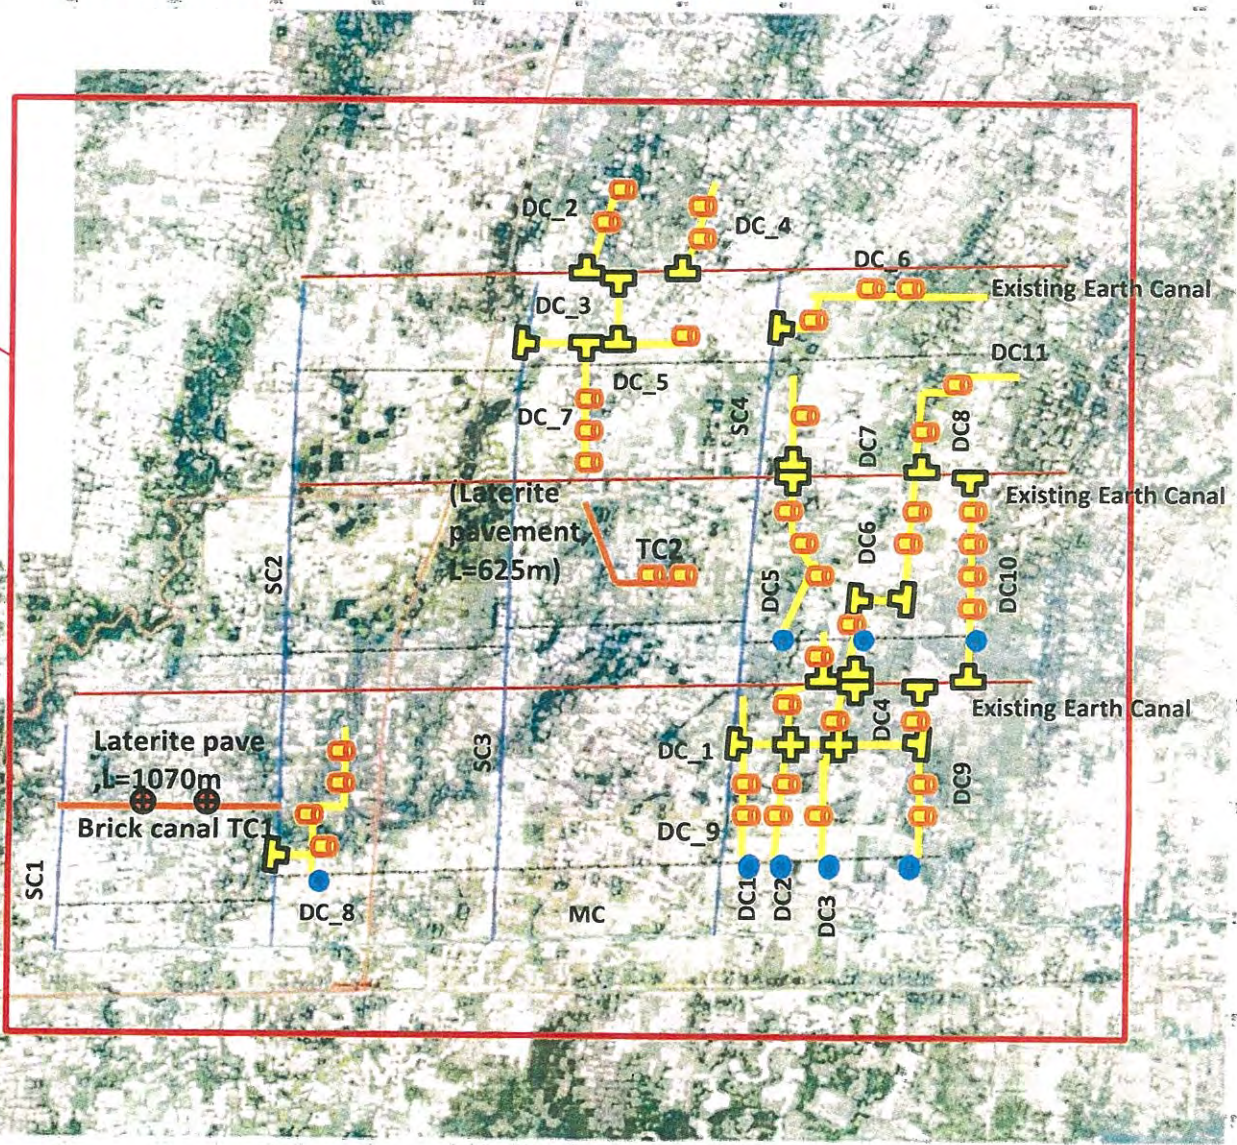 DC_2
DC_4
DC_6
Existing Earth Canal
DC_3
DC11
DC_5
DC_7
SC4
DC7
DC8
(Laterite
pavement,
L=625m)
Existing Earth Canal
TC2
DC6
SC2
DC5
DC10
Existing Earth Canal
DC4
Laterite pave
,L=1070m
Brick canal TC1
SC3
DC_1
DC9
DC_9
SC1
DC_8
MC
DC1
DC2
DC3